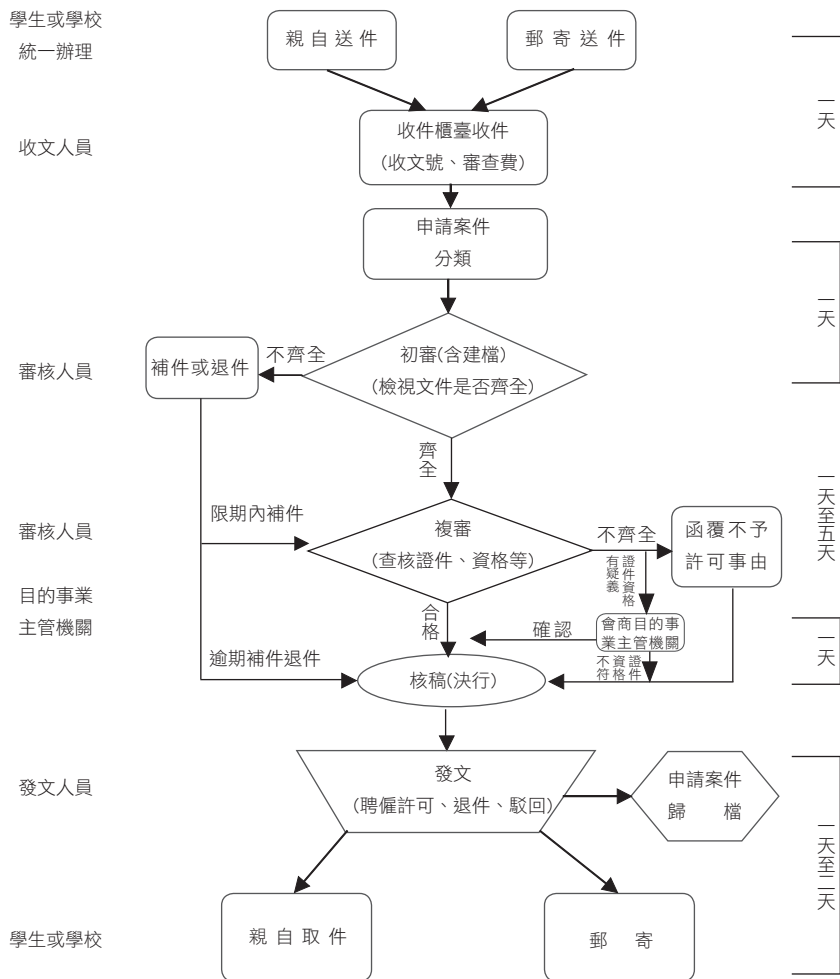 學生或學校
統一辦理
親自送件
郵寄送件
一天
收文人員
收件櫃臺收件
(收文號、審查費)
申請案件
分類
一天
審核人員
補件或退件
不齊全
初審(含建檔)
(檢視文件是否齊全)
齊全
一天至五天
審核人員
限期內補件
複審
(查核證件、資格等)
不齊全
函覆不予
許可事由
證件資格
有疑義
目的事業
主管機關
合格
確認
會商目的事
業主管機關
一天
逾期補件退件
核稿(決行)
資證
格件
不符
發文人員
發文
(聘僱許可、退件、駁回)
申請案件
歸檔
一天至二天
學生或學校
親自取件
郵寄